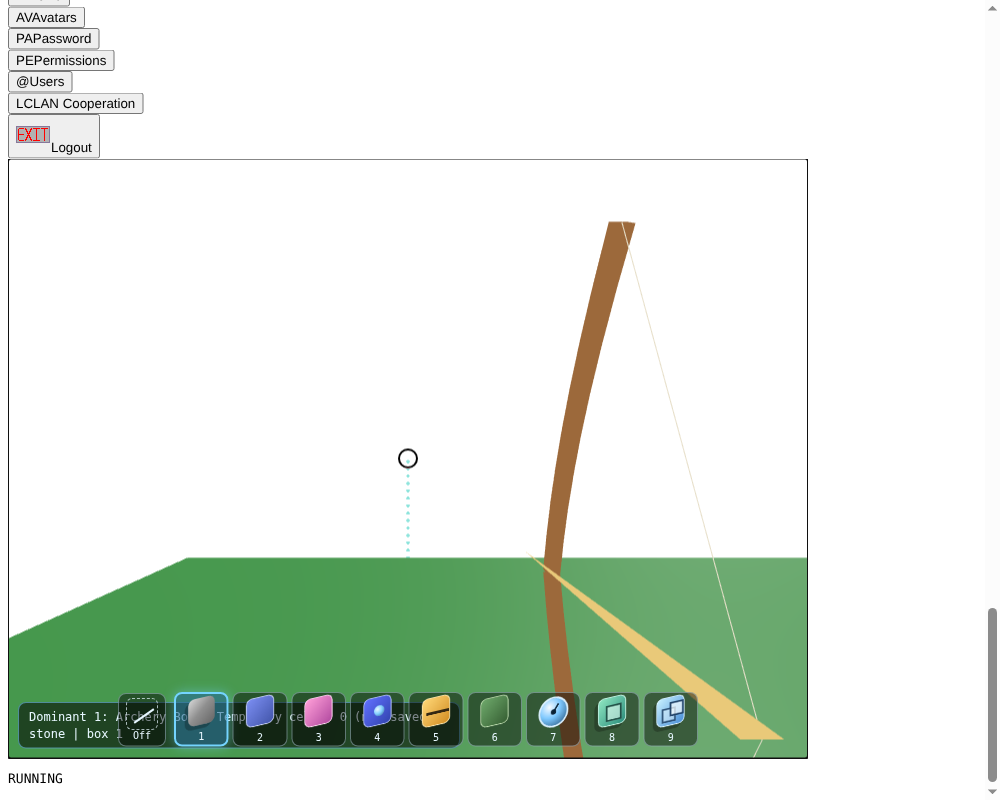 AVAvatars
PAPassword
PEPermissions
@Users
LCLAN Cooperation
EXIT Logout
Dominant 1: Archery
stone | box 1
Off
1
2
3
4
5
6
7
8
9
RUNNING